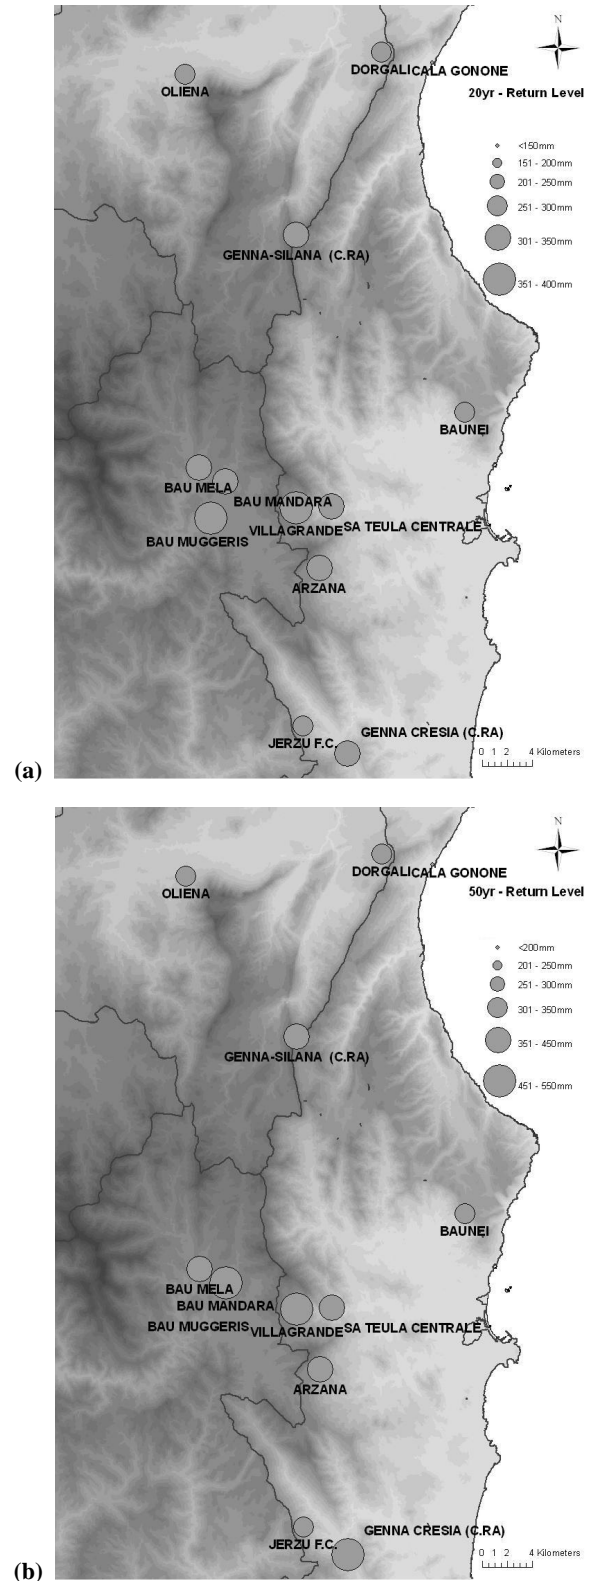 N
OLIENA
DORGALI CALA GONONE
20yr - Return Level
<150mm
151 - 200mm
201 - 250mm
251 - 300mm
301 - 350mm
351 - 400mm
GENNA-SILANA (C.RA)
BAUNEI
BAU MELA
BAU MANDARA
BAU MUGGERIS
VILLAGRANDE
SA TEULA CENTRALE
ARZANA
GENNA CRESIA (C.RA)
JERZU F.C.
0 1 2 4 Kilometers
(a)
N
OLIENA
DORGALI CALA GONONE
50yr - Return Level
<200mm
201 - 250mm
251 - 300mm
301 - 350mm
351 - 450mm
451 - 550mm
GENNA-SILANA (C.RA)
BAUNEI
BAU MELA
BAU MANDARA
BAU MUGGERIS
VILLAGRANDE
SA TEULA CENTRALE
ARZANA
GENNA CRESIA (C.RA)
JERZU F.C.
0 1 2 4 Kilometers
(b)